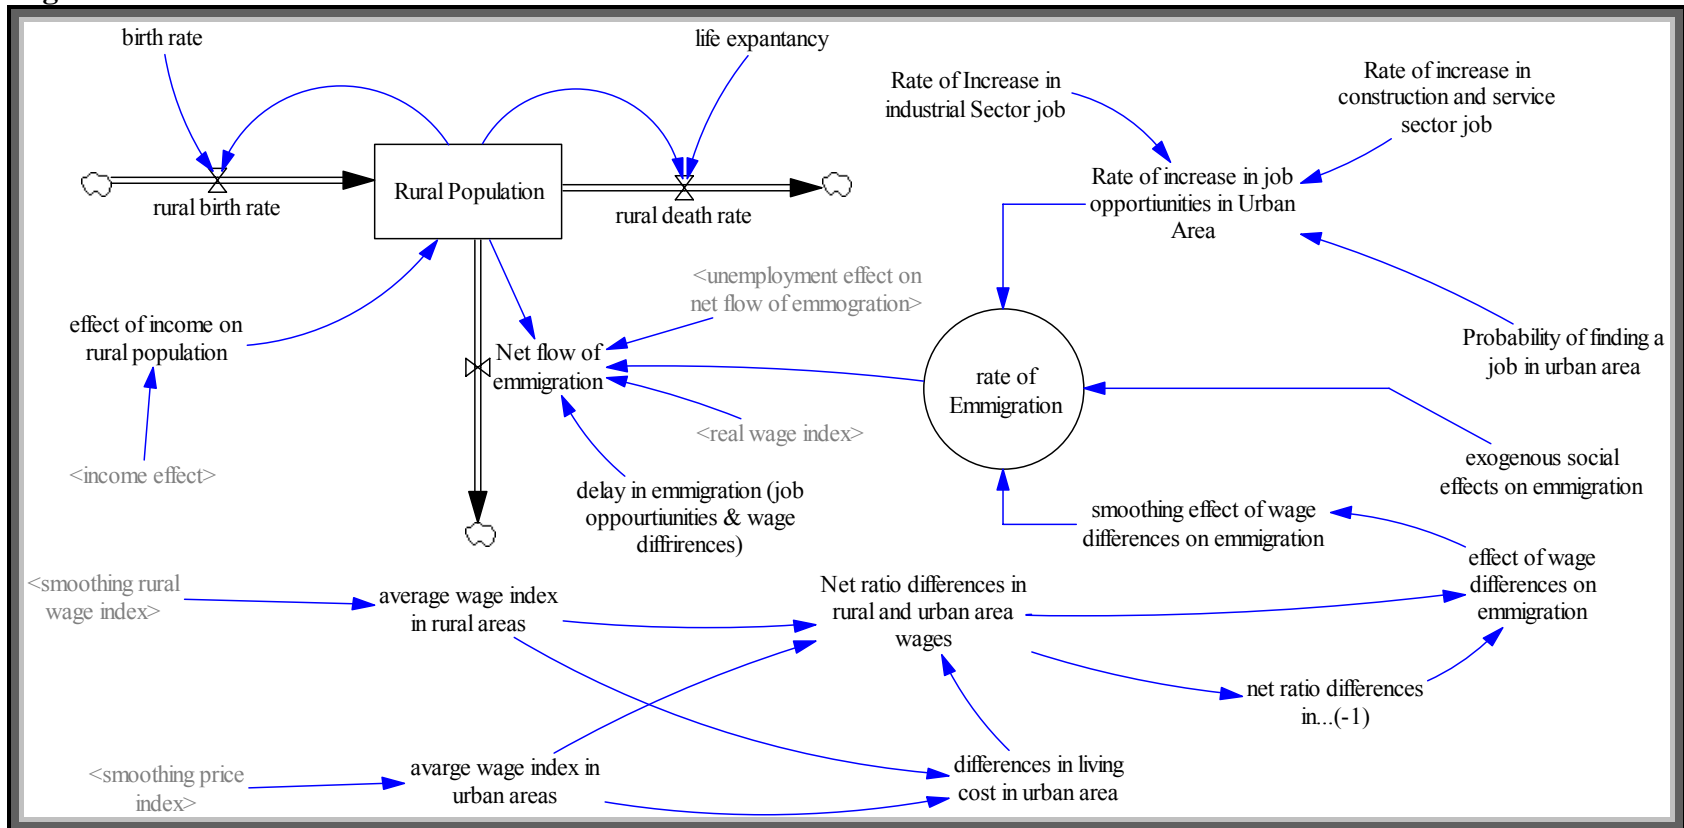 birth rate
life expantancy
Rate of Increase in
industrial Sector job
Rate of increase in
construction and service
sector job
rural birth rate
Rural Population
rural death rate
Rate of increase in job
opportiunities in Urban
Area
<unemployment effect on
net flow of emmogration>
effect of income on
rural population
Net flow of
emmigration
rate of
Emmigration
Probability of finding a
job in urban area
<real wage index>
<income effect>
exogenous social
effects on emmigration
delay in emmigration (job
oppourtiunities & wage
diffrirences)
smoothing effect of wage
differences on emmigration
effect of wage
differences on
emmigration
<smoothing rural
wage index>
average wage index
in rural areas
Net ratio differences in
rural and urban area
wages
net ratio differences
in...(-1)
<smoothing price
index>
avarge wage index in
urban areas
differences in living
cost in urban area